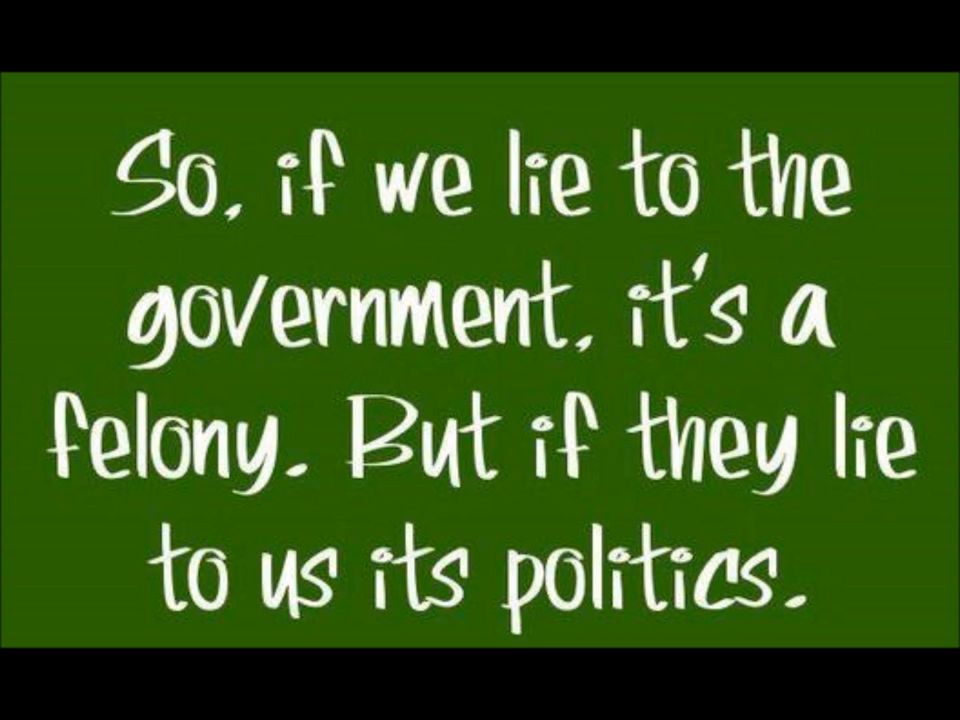 So, if we lie to the
government, it's a
felony. But if they lie
to us its politics.